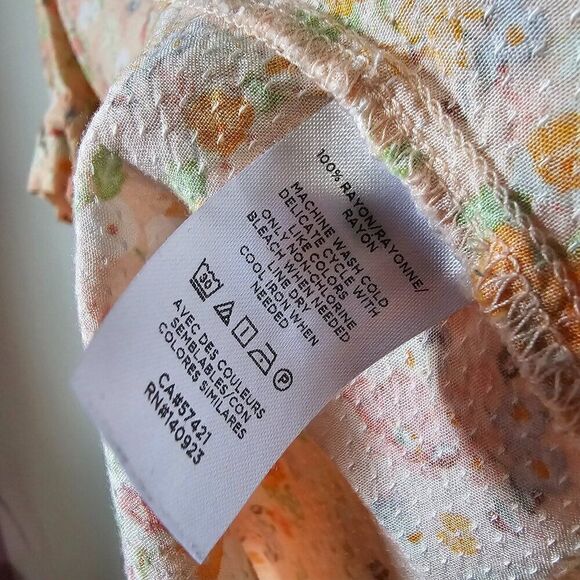 100% RAYON/RAYONNE/
RAYON
MACHINE WASH COLD
DELICATE CYCLE WITH
LIKE COLORS
ONLY NON-CHLORINE
BLEACH WHEN NEEDED
LINE DRY
COOL IRON WHEN
NEEDED
30
P
AVEC DES COULEURS
SEMBLABLES/CON
COLORES SIMILARES
CA#57421
RN#140923